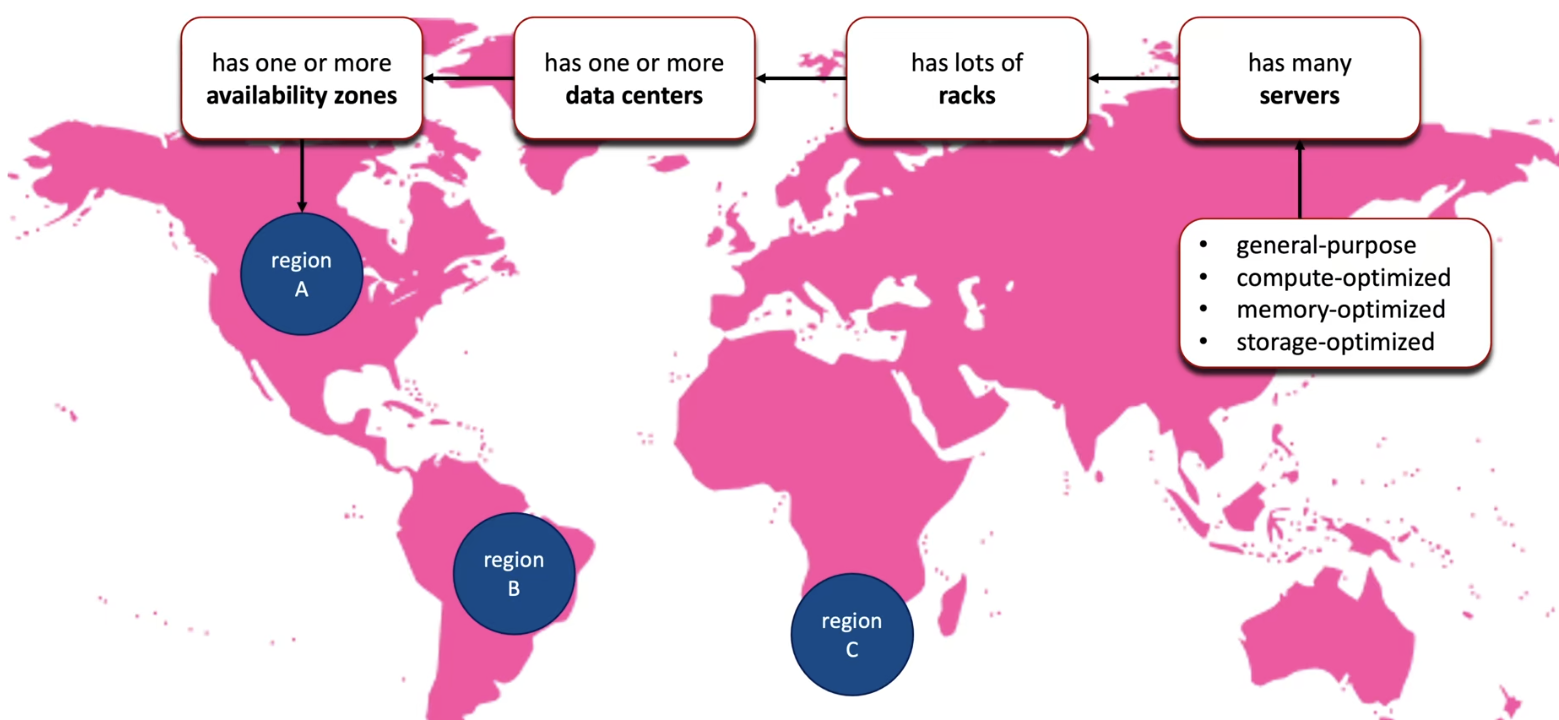 has one or more
availability zones
has one or more
data centers
has lots of
racks
has many
servers
region
A
• general-purpose
• compute-optimized
• memory-optimized
• storage-optimized
region
B
region
C